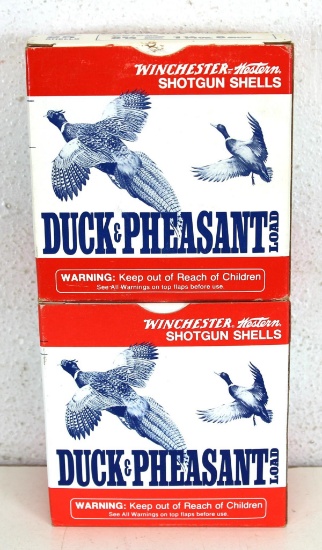 WINCHESTER-Western
SHOTGUN SHELLS
DUCK & PHEASANT LOAD
WARNING: Keep out of Reach of Children
See All Warnings on top flaps before use.
WINCHESTER Western
SHOTGUN SHELLS
DUCK & PHEASANT LOAD
WARNING: Keep out of Reach of Children
See All Warnings on top flaps before use.